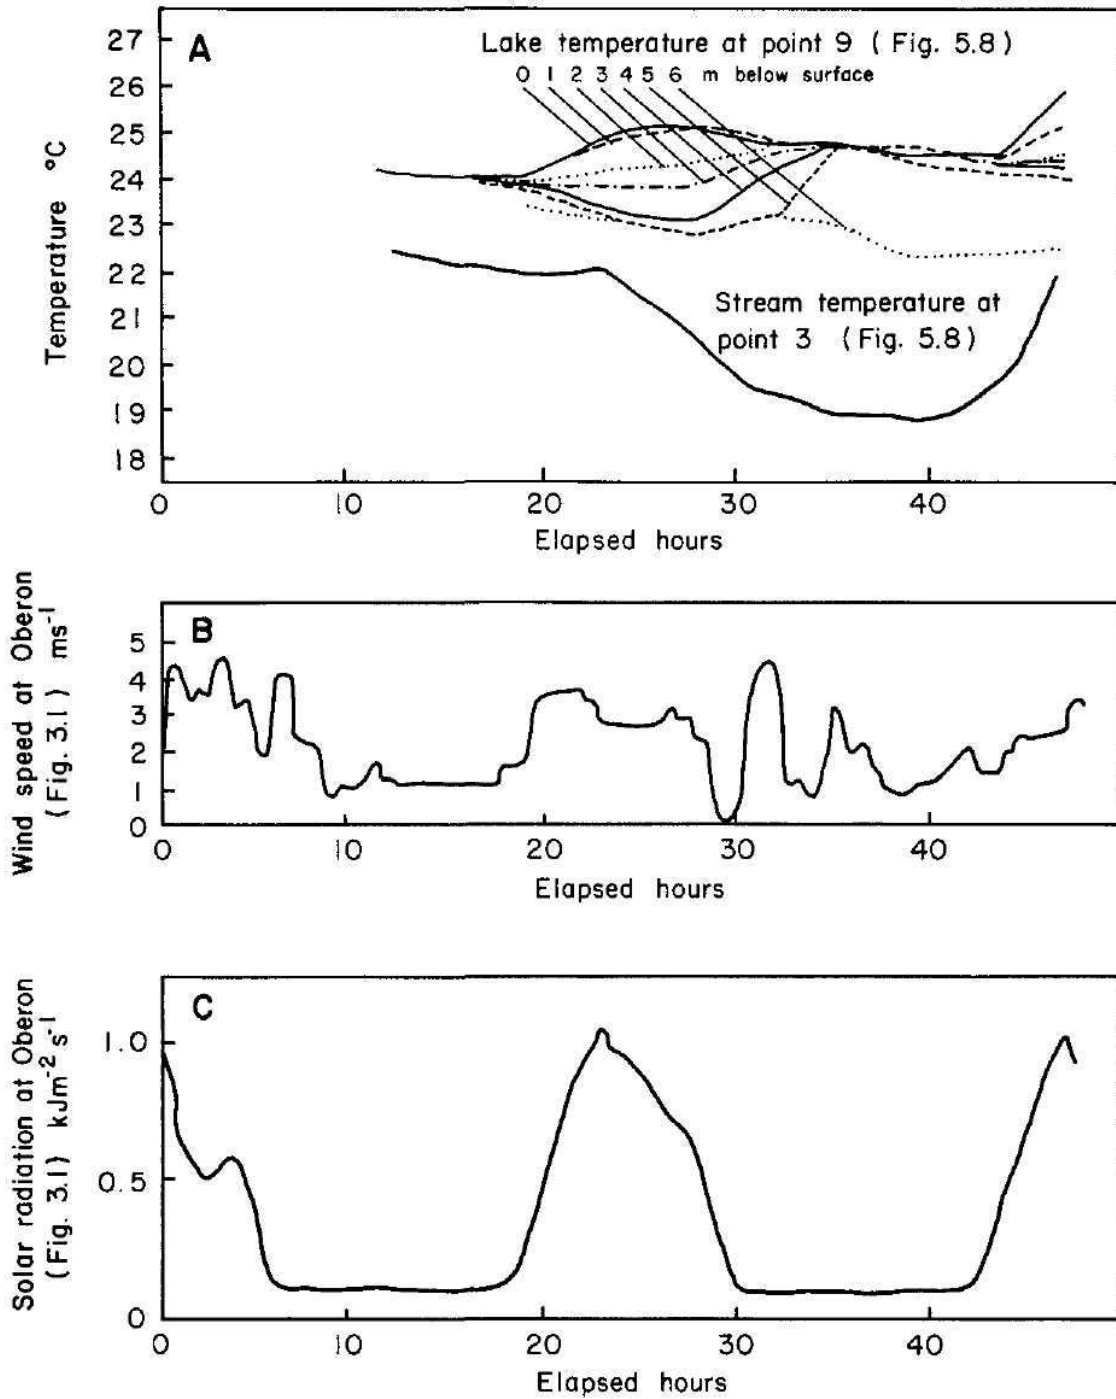 A
Lake temperature at point 9 (Fig. 5.8)
0 1 2 3 4 5 6 m below surface
27
26
25
24
23
22
21
20
19
18
Temperature °C
Stream temperature at
point 3 (Fig. 5.8)
0 10 20 30 40
Elapsed hours
B
5
4
3
2
1
0
Wind speed at Oberon
(Fig. 3.1) ms⁻¹
10 20 30 40
Elapsed hours
C
1.0
0.5
0
Solar radiation at Oberon
(Fig. 3.1) kJm⁻² s⁻¹
0 10 20 30 40
Elapsed hours